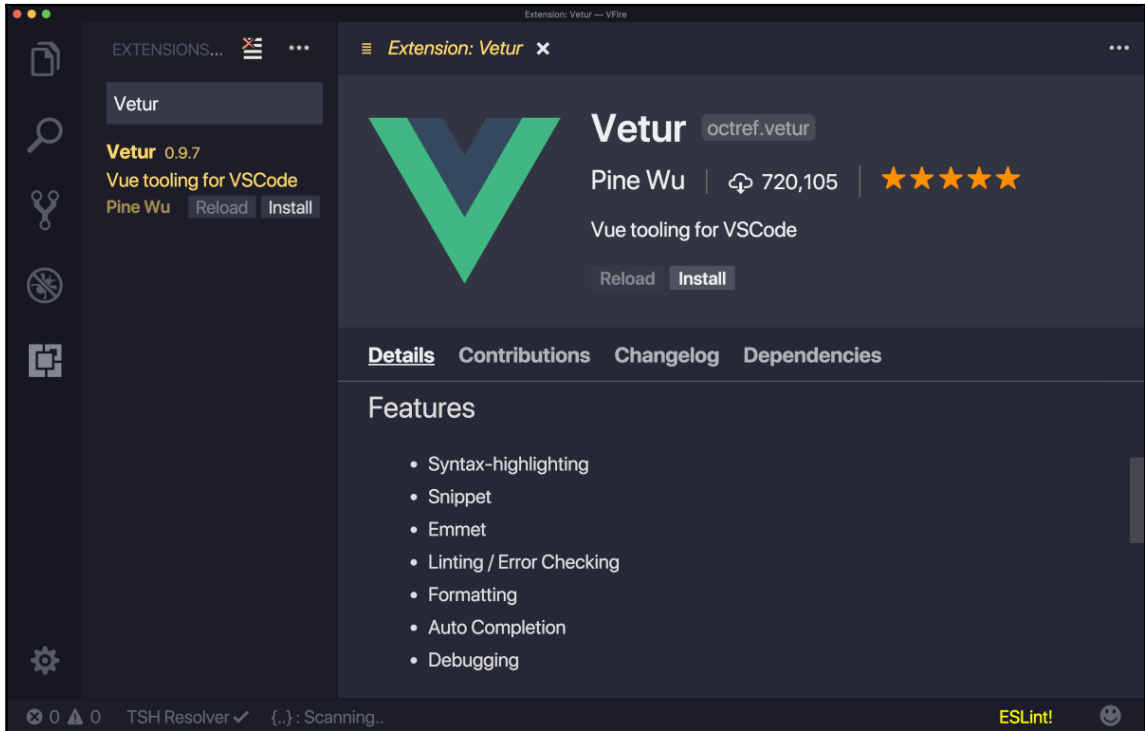 Extension: Vetur — VFire
EXTENSIONS...
Vetur
Vetur 0.9.7
Vue tooling for VSCode
Pine Wu Reload Install
Extension: Vetur
Vetur octref.vetur
Pine Wu 720,105
Vue tooling for VSCode
Reload Install
Details Contributions Changelog Dependencies
Features
• Syntax-highlighting
• Snippet
• Emmet
• Linting / Error Checking
• Formatting
• Auto Completion
• Debugging
0 0 TSH Resolver ✓ {..} : Scanning.. ESLint!